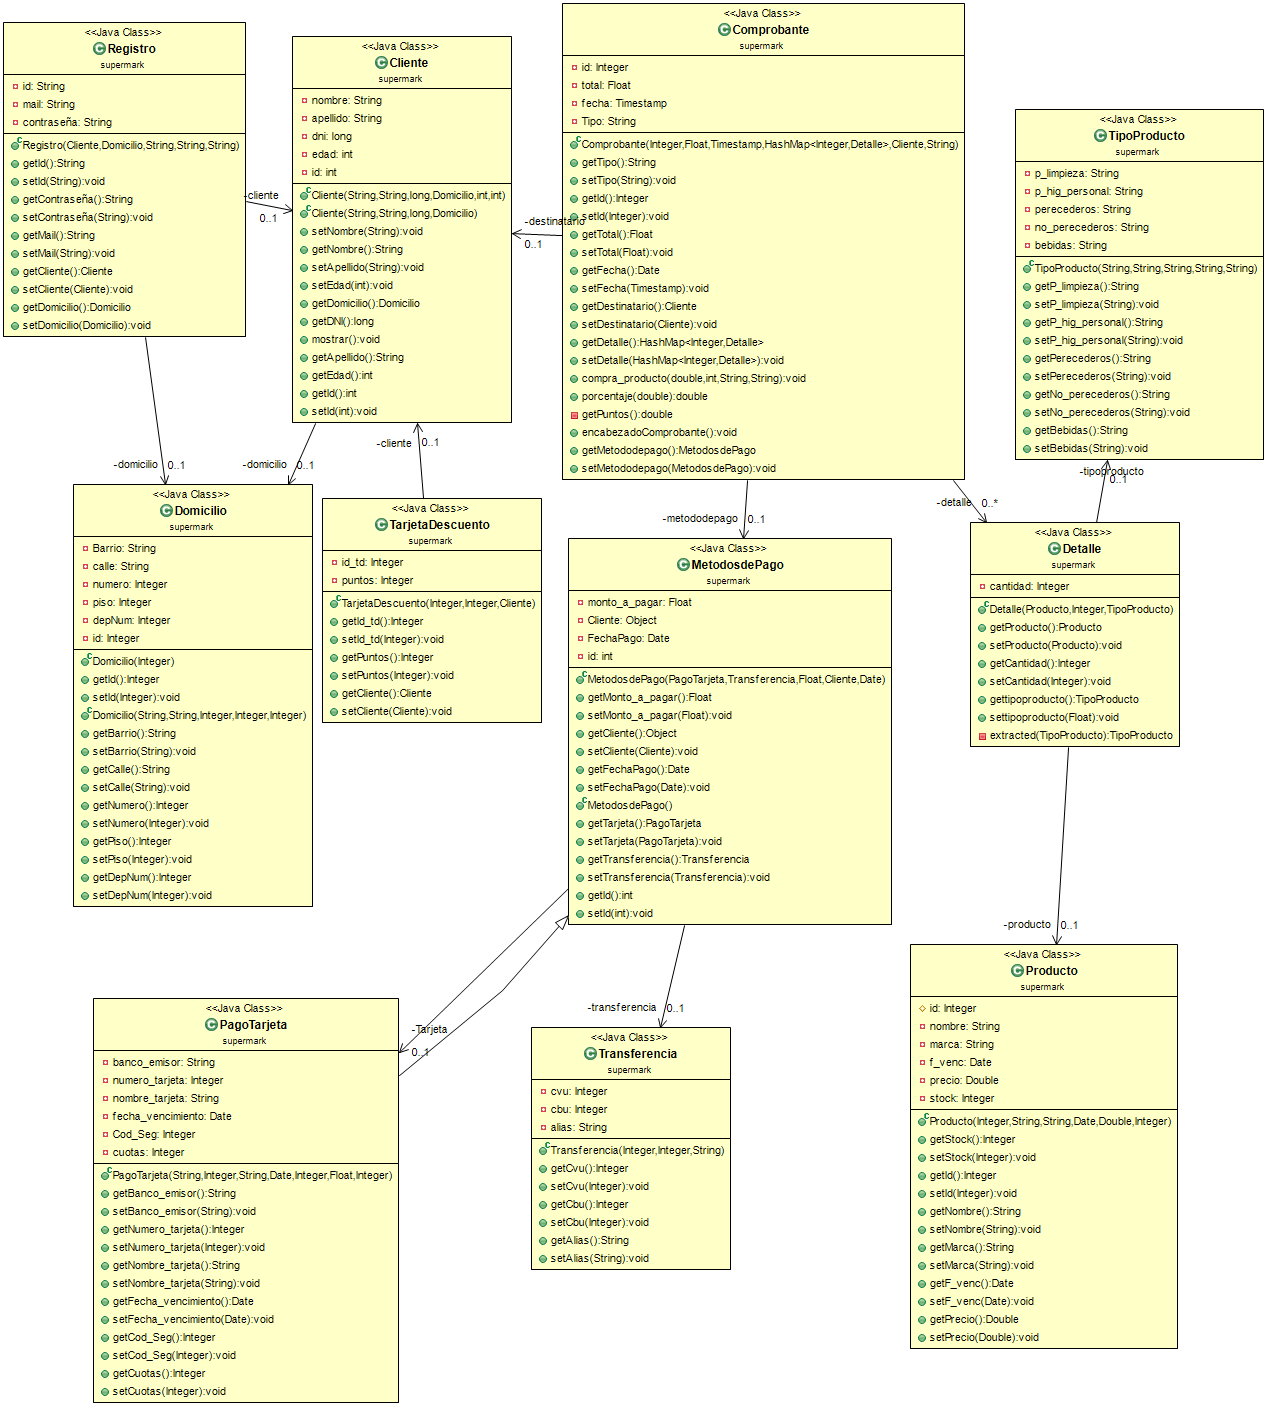 <<Java Class>>
Registro
supermark
id: String
mail: String
contraseña: String
Registro(Cliente,Domicilio,String,String,String)
getId():String
setId(String):void
getContraseña():String
setContraseña(String):void
getMail():String
setMail(String):void
getCliente():Cliente
setCliente(Cliente):void
getDomicilio():Domicilio
setDomicilio(Domicilio):void
-cliente
0..1
<<Java Class>>
Cliente
supermark
nombre: String
apellido: String
dni: long
edad: int
id: int
Cliente(String,String,long,Domicilio,int,int)
Cliente(String,String,long,Domicilio)
setNombre(String):void
getNombre():String
setApellido(String):void
setEdad(int):void
getDomicilio():Domicilio
getDNI():long
mostrar():void
getApellido():String
getEdad():int
getId():int
setId(int):void
-destinatario
0..1
<<Java Class>>
Comprobante
supermark
id: Integer
total: Float
fecha: Timestamp
Tipo: String
Comprobante(Integer,Float,Timestamp,HashMap<Integer,Detalle>,Cliente,String)
getTipo():String
setTipo(String):void
getId():Integer
setId(Integer):void
getTotal():Float
setTotal(Float):void
getFecha():Date
setFecha(Timestamp):void
getDestinatario():Cliente
setDestinatario(Cliente):void
getDetalle():HashMap<Integer,Detalle>
setDetalle(HashMap<Integer,Detalle>):void
compra_producto(double,int,String,String):void
porcentaje(double):double
getPuntos():double
encabezadoComprobante():void
getMetododepago():MetodosdePago
setMetododepago(MetodosdePago):void
<<Java Class>>
TipoProducto
supermark
p_limpieza: String
p_hig_personal: String
perecederos: String
no_perecederos: String
bebidas: String
TipoProducto(String,String,String,String,String)
getP_limpieza():String
setP_limpieza(String):void
getP_hig_personal():String
setP_hig_personal(String):void
getPerecederos():String
setPerecederos(String):void
getNo_perecederos():String
setNo_perecederos(String):void
getBebidas():String
setBebidas(String):void
-domicilio
0..1
-domicilio
0..1
-cliente
0..1
-metododepago
0..1
-detalle
0..*
-tipoproducto
0..1
<<Java Class>>
Domicilio
supermark
Barrio: String
calle: String
numero: Integer
piso: Integer
depNum: Integer
id: Integer
Domicilio(Integer)
getId():Integer
setId(Integer):void
Domicilio(String,String,Integer,Integer,Integer)
getBarrio():String
setBarrio(String):void
getCalle():String
setCalle(String):void
getNumero():Integer
setNumero(Integer):void
getPiso():Integer
setPiso(Integer):void
getDepNum():Integer
setDepNum(Integer):void
<<Java Class>>
TarjetaDescuento
supermark
id_td: Integer
puntos: Integer
TarjetaDescuento(Integer,Integer,Cliente)
getId_td():Integer
setId_td(Integer):void
getPuntos():Integer
setPuntos(Integer):void
getCliente():Cliente
setCliente(Cliente):void
<<Java Class>>
MetodosdePago
supermark
monto_a_pagar: Float
Cliente: Object
FechaPago: Date
id: int
MetodosdePago(PagoTarjeta,Transferencia,Float,Cliente,Date)
getMonto_a_pagar():Float
setMonto_a_pagar(Float):void
getCliente():Object
setCliente(Cliente):void
getFechaPago():Date
setFechaPago(Date):void
MetodosdePago()
getTarjeta():PagoTarjeta
setTarjeta(PagoTarjeta):void
getTransferencia():Transferencia
setTransferencia(Transferencia):void
getId():int
setId(int):void
<<Java Class>>
Detalle
supermark
cantidad: Integer
Detalle(Producto,Integer,TipoProducto)
getProducto():Producto
setProducto(Producto):void
getCantidad():Integer
setCantidad(Integer):void
gettipoproducto():TipoProducto
settipoproducto(Float):void
extracted(TipoProducto):TipoProducto
-Tarjeta
0..1
-transferencia
0..1
-producto
0..1
<<Java Class>>
PagoTarjeta
supermark
banco_emisor: String
numero_tarjeta: Integer
nombre_tarjeta: String
fecha_vencimiento: Date
Cod_Seg: Integer
cuotas: Integer
PagoTarjeta(String,Integer,String,Date,Integer,Float,Integer)
getBanco_emisor():String
setBanco_emisor(String):void
getNumero_tarjeta():Integer
setNumero_tarjeta(Integer):void
getNombre_tarjeta():String
setNombre_tarjeta(String):void
getFecha_vencimiento():Date
setFecha_vencimiento(Date):void
getCod_Seg():Integer
setCod_Seg(Integer):void
getCuotas():Integer
setCuotas(Integer):void
<<Java Class>>
Transferencia
supermark
cvu: Integer
cbu: Integer
alias: String
Transferencia(Integer,Integer,String)
getCvu():Integer
setCvu(Integer):void
getCbu():Integer
setCbu(Integer):void
getAlias():String
setAlias(String):void
<<Java Class>>
Producto
supermark
id: Integer
nombre: String
marca: String
f_venc: Date
precio: Double
stock: Integer
Producto(Integer,String,String,Date,Double,Integer)
getStock():Integer
setStock(Integer):void
getId():Integer
setId(Integer):void
getNombre():String
setNombre(String):void
getMarca():String
setMarca(String):void
getF_venc():Date
setF_venc(Date):void
getPrecio():Double
setPrecio(Double):void